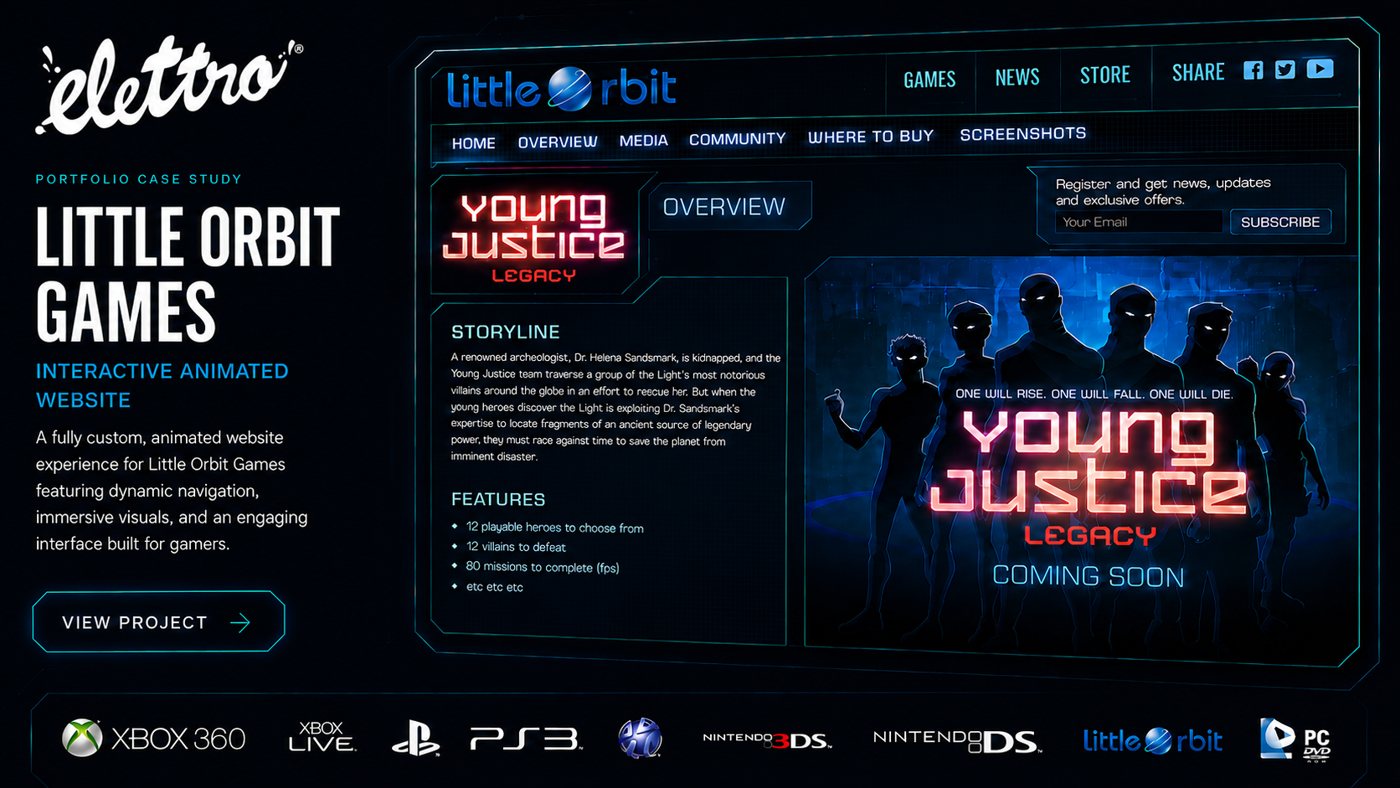 elettro®
PORTFOLIO CASE STUDY
LITTLE ORBIT
GAMES
INTERACTIVE ANIMATED
WEBSITE
A fully custom, animated website
experience for Little Orbit Games
featuring dynamic navigation,
immersive visuals, and an engaging
interface built for gamers.
VIEW PROJECT
little Orbit
GAMES
NEWS
STORE
SHARE
HOME
OVERVIEW
MEDIA
COMMUNITY
WHERE TO BUY
SCREENSHOTS
young
justice
LEGACY
OVERVIEW
Register and get news, updates
and exclusive offers.
Your Email
SUBSCRIBE
STORYLINE
A renowned archeologist, Dr. Helena Sandsmark, is kidnapped, and the
Young Justice team traverse a group of the Light's most notorious
villains around the globe in an effort to rescue her. But when the
young heroes discover the Light is exploiting Dr. Sandsmark's
expertise to locate fragments of an ancient source of legendary
power, they must race against time to save the planet from
imminent disaster.
FEATURES
12 playable heroes to choose from
12 villains to defeat
80 missions to complete (fps)
etc etc etc
ONE WILL RISE. ONE WILL FALL. ONE WILL DIE.
young
justice
LEGACY
COMING SOON
XBOX 360
XBOX
LIVE
PS3
NINTENDO3DS
NINTENDODS
little Orbit
PC
DVD
ROM